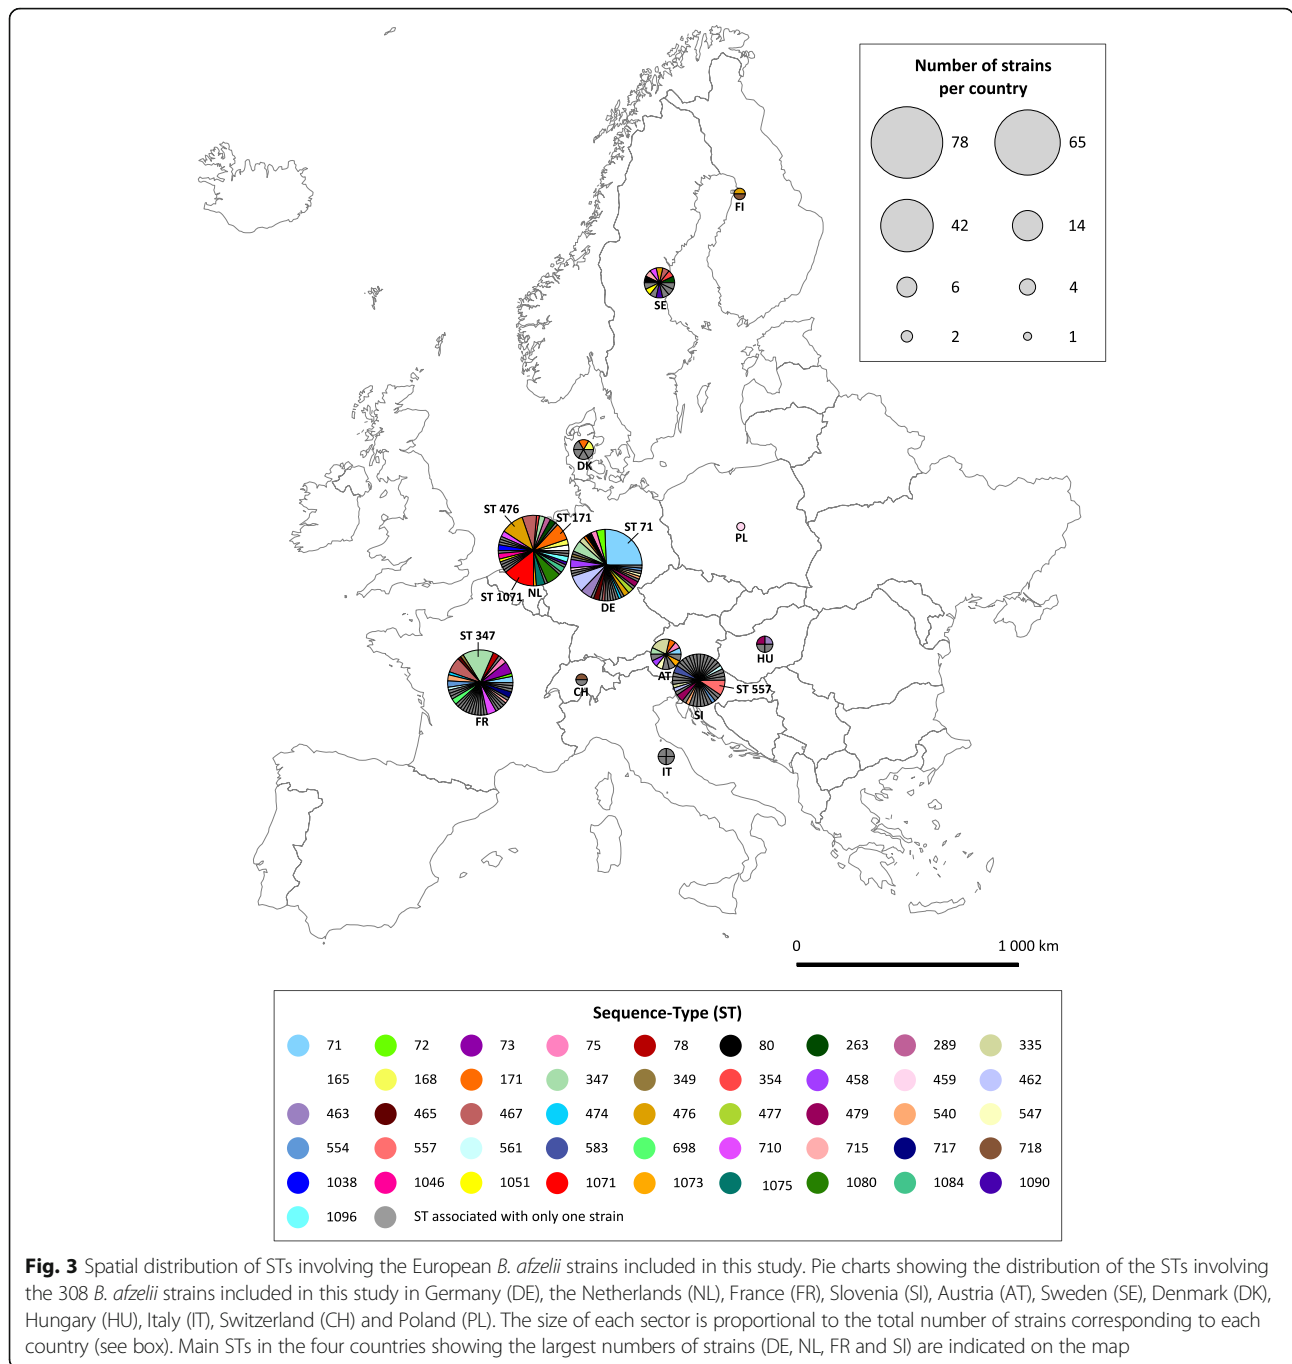 Number of strains
per country
78 65
42 14
6 4
2 1
FI
SE
DK
ST 476
ST 171
ST 71
PL
ST 1071
NL
DE
ST 347
HU
AT
CH
ST 557
SI
FR
IT
0 1 000 km
Sequence-Type (ST)
71 72 73 75 78 80 263 289 335
165 168 171 347 349 354 458 459 462
463 465 467 474 476 477 479 540 547
554 557 561 583 698 710 715 717 718
1038 1046 1051 1071 1073 1075 1080 1084 1090
1096 ST associated with only one strain
Fig. 3 Spatial distribution of STs involving the European B. afzelii strains included in this study. Pie charts showing the distribution of the STs involving
the 308 B. afzelii strains included in this study in Germany (DE), the Netherlands (NL), France (FR), Slovenia (SI), Austria (AT), Sweden (SE), Denmark (DK),
Hungary (HU), Italy (IT), Switzerland (CH) and Poland (PL). The size of each sector is proportional to the total number of strains corresponding to each
country (see box). Main STs in the four countries showing the largest numbers of strains (DE, NL, FR and SI) are indicated on the map